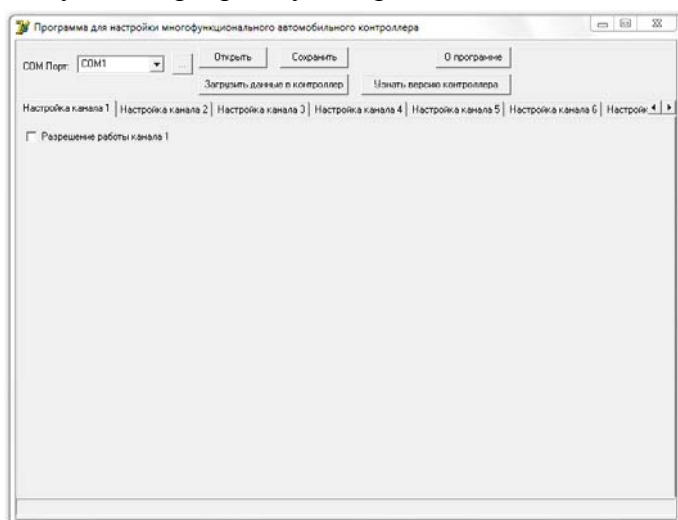 Программа для настройки многофункционального автомобильного контроллера
COM Порт: COM1 ... Открыть Сохранить О программе
Загрузить данные в контроллер Узнать версию контроллера
Настройка канала 1 Настройка канала 2 Настройка канала 3 Настройка канала 4 Настройка канала 5 Настройка канала 6 Настройк
Разрешение работы канала 1